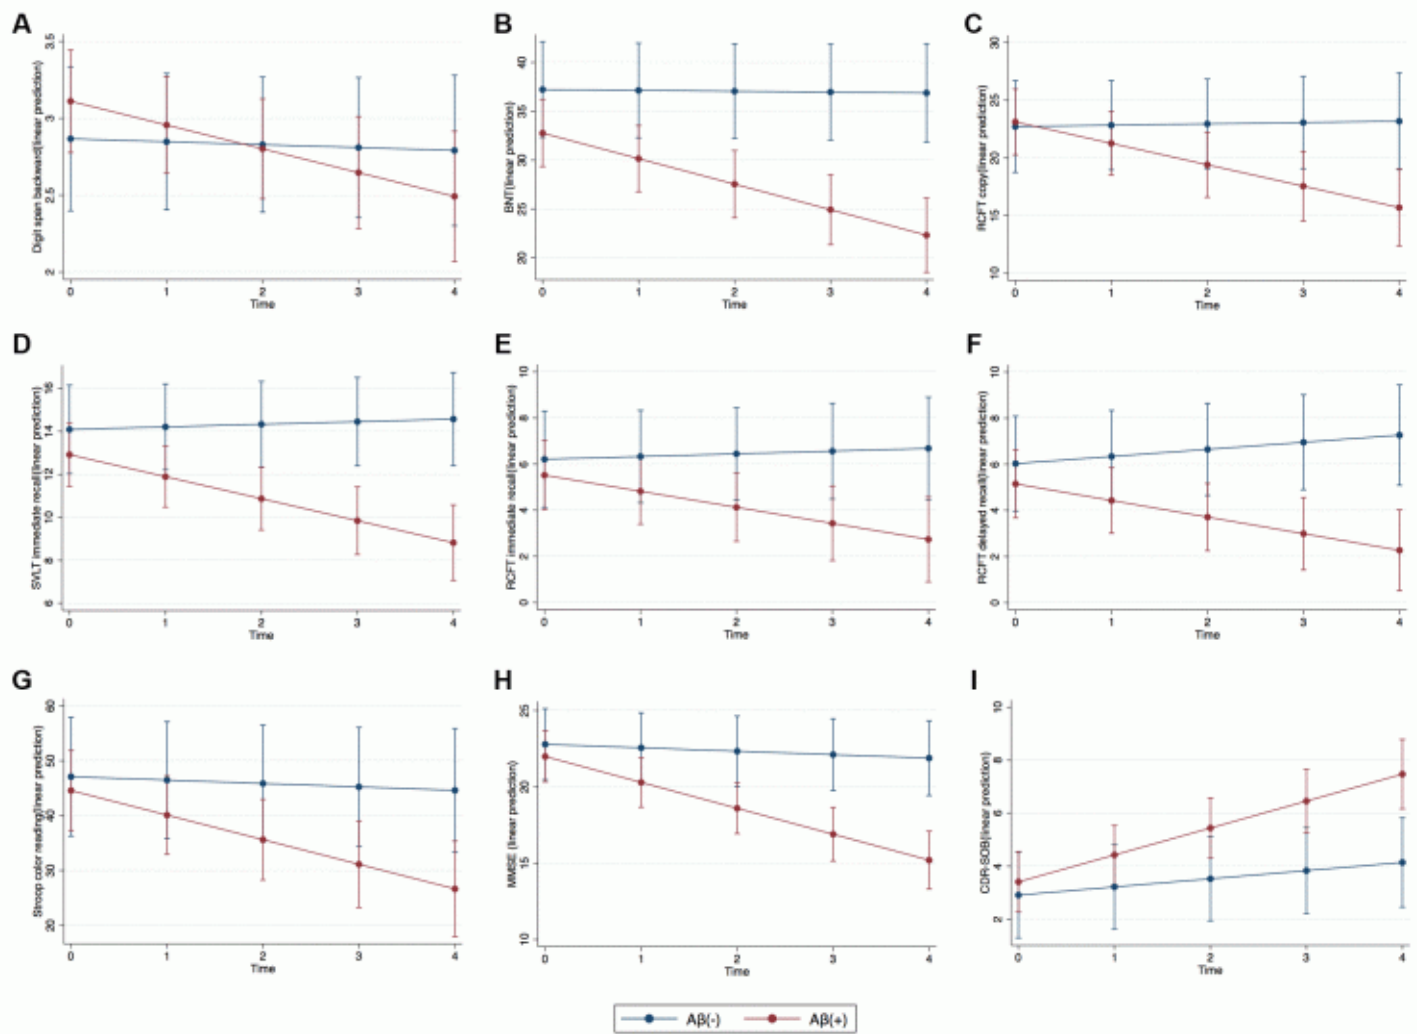 A
B
C
Digit span backward(linear prediction)
2 2.5 3 3.5
0 1 2 3 4
Time
BNT(linear prediction)
20 25 30 35 40
0 1 2 3 4
Time
RCFT copy(linear prediction)
10 15 20 25 30
0 1 2 3 4
Time
D
E
F
SVLT immediate recall(linear prediction)
6 8 10 12 14 16
0 1 2 3 4
Time
RCFT immediate recall(linear prediction)
0 2 4 6 8 10
0 1 2 3 4
Time
RCFT delayed recall(linear prediction)
0 2 4 6 8 10
0 1 2 3 4
Time
G
H
I
Stroop color reading(linear prediction)
20 30 40 50 60
0 1 2 3 4
Time
MMSE (linear prediction)
10 15 20 25
0 1 2 3 4
Time
CDR-SOB(linear prediction)
2 4 6 8 10
0 1 2 3 4
Time
Aβ(-) Aβ(+)